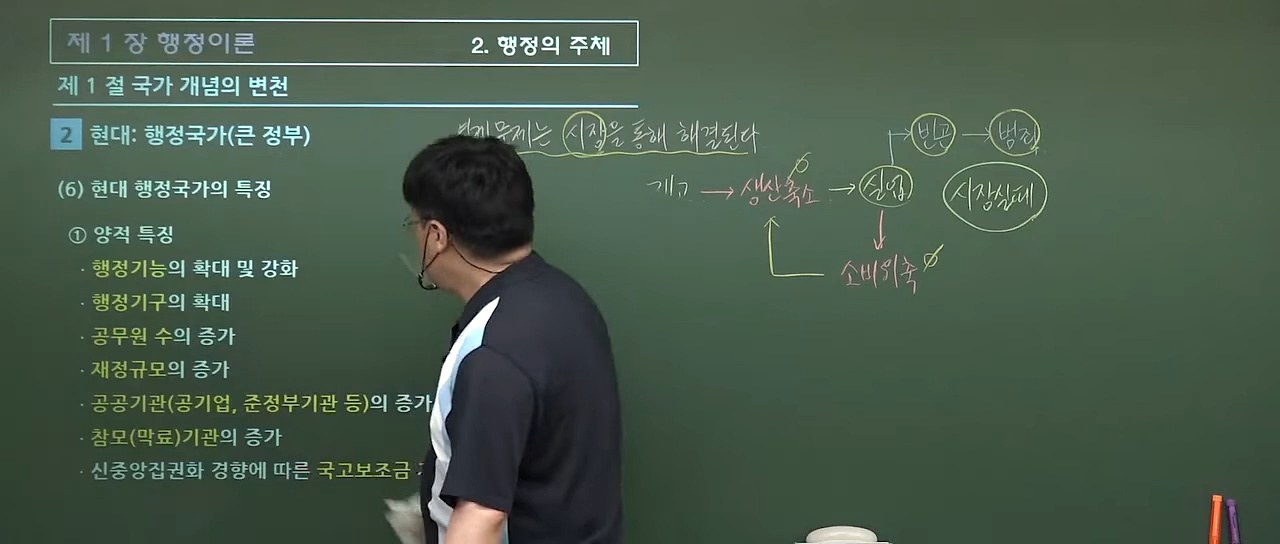 제 1 장 행정이론
2. 행정의 주체
제 1 절 국가 개념의 변천
2 현대: 행정국가(큰 정부)
(6) 현대 행정국가의 특징
① 양적 특징
· 행정기능의 확대 및 강화
· 행정기구의 확대
· 공무원 수의 증가
· 재정규모의 증가
· 공공기관(공기업, 준정부기관 등)의 증가
· 참모(막료)기관의 증가
· 신중앙집권화 경향에 따른 국고보조금
문제는 시장을 통해 해결된다
빈곤 → 범죄
재고 → 생산축소 → 실업
시장실패
소비위축